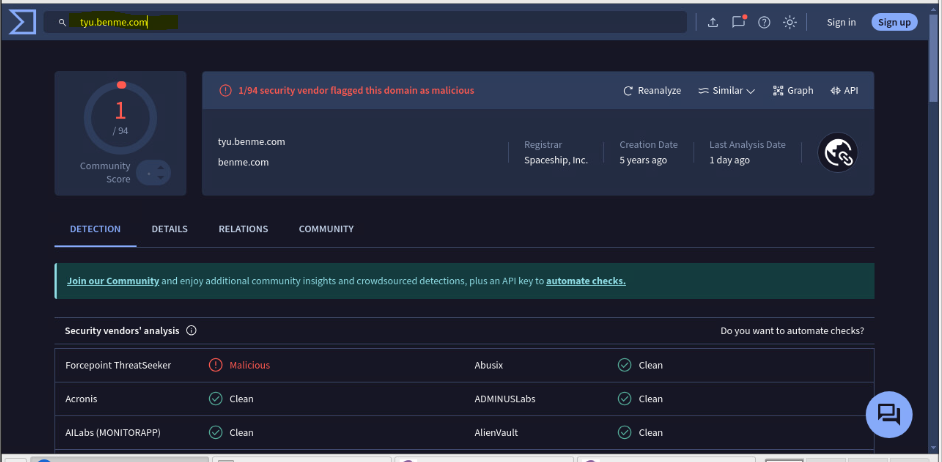 tyu.benme.com
Sign in
Sign up
1
/ 94
Community
Score
1/94 security vendor flagged this domain as malicious
Reanalyze
Similar
Graph
API
tyu.benme.com
benme.com
Registrar
Spaceship, Inc.
Creation Date
5 years ago
Last Analysis Date
1 day ago
DETECTION
DETAILS
RELATIONS
COMMUNITY
Join our Community and enjoy additional community insights and crowdsourced detections, plus an API key to automate checks.
Security vendors' analysis
Do you want to automate checks?
Forcepoint ThreatSeeker
Malicious
Abusix
Clean
Acronis
Clean
ADMINUSLabs
Clean
AILabs (MONITORAPP)
Clean
AlienVault
Clean